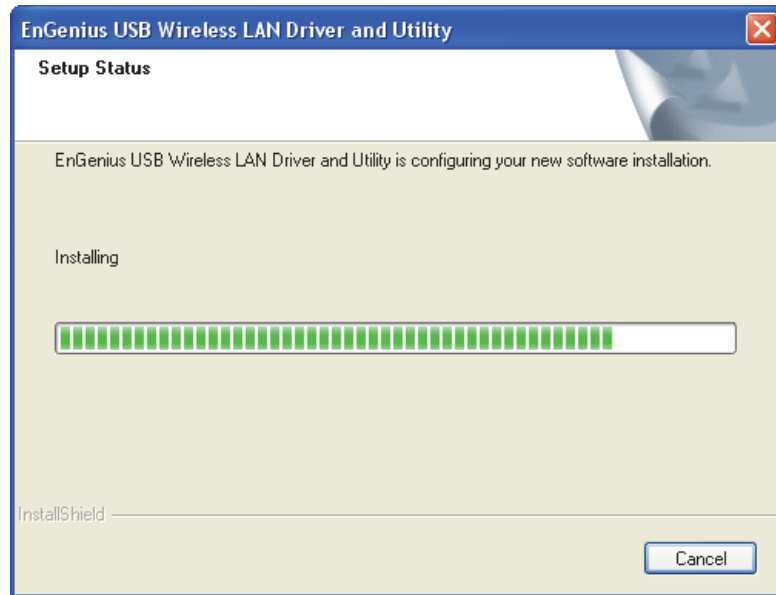 EnGenius USB Wireless LAN Driver and Utility
Setup Status
EnGenius USB Wireless LAN Driver and Utility is configuring your new software installation.
Installing
InstallShield
Cancel